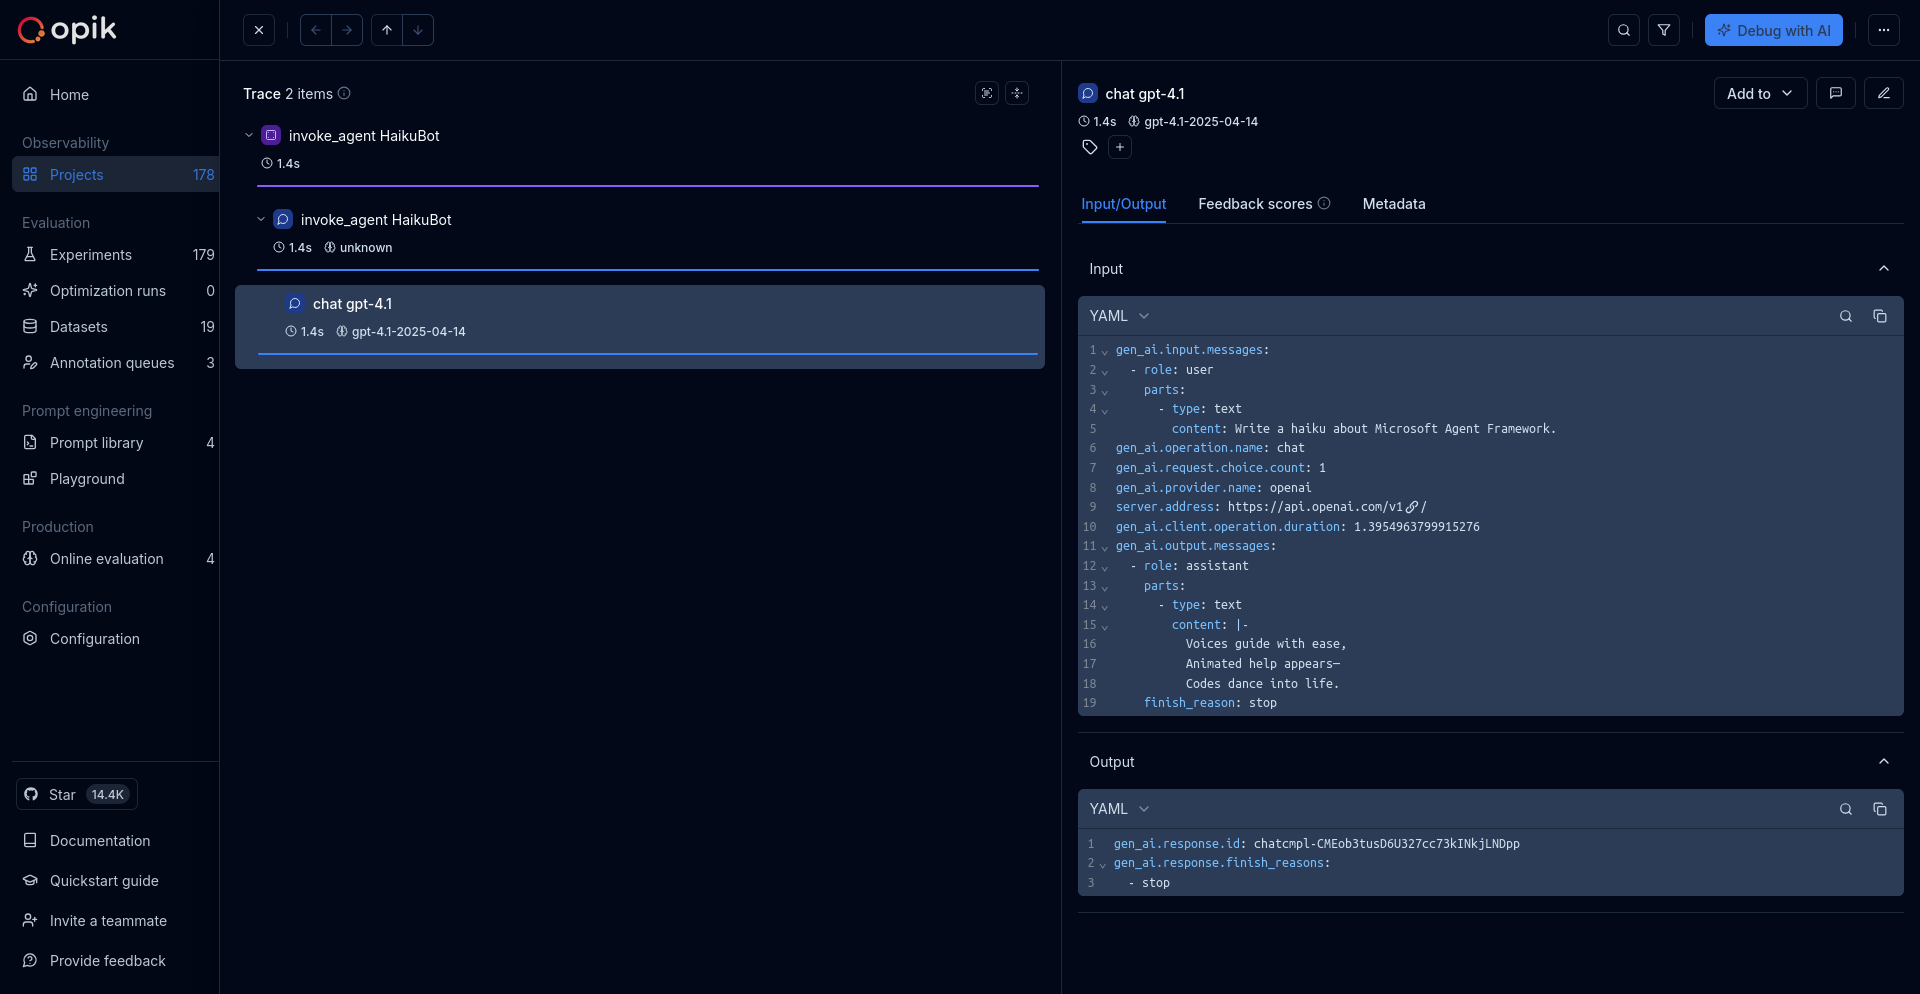 opik
Debug with AI
Home
Observability
Projects 178
Evaluation
Experiments 179
Optimization runs 0
Datasets 19
Annotation queues 3
Prompt engineering
Prompt library 4
Playground
Production
Online evaluation 4
Configuration
Configuration
Star 14.4K
Documentation
Quickstart guide
Invite a teammate
Provide feedback
Trace 2 items
invoke_agent HaikuBot
1.4s
invoke_agent HaikuBot
1.4s unknown
chat gpt-4.1
1.4s gpt-4.1-2025-04-14
chat gpt-4.1
Add to
1.4s gpt-4.1-2025-04-14
Input/Output Feedback scores Metadata
Input
YAML
1 gen_ai.input.messages:
2 - role: user
3 parts:
4 - type: text
5 content: Write a haiku about Microsoft Agent Framework.
6 gen_ai.operation.name: chat
7 gen_ai.request.choice.count: 1
8 gen_ai.provider.name: openai
9 server.address: https://api.openai.com/v1/
10 gen_ai.client.operation.duration: 1.3954963799915276
11 gen_ai.output.messages:
12 - role: assistant
13 parts:
14 - type: text
15 content: |-
16 Voices guide with ease,
17 Animated help appears—
18 Codes dance into life.
19 finish_reason: stop
Output
YAML
1 gen_ai.response.id: chatcmpl-CMEob3tusD6U327cc73kINkjLNDpp
2 gen_ai.response.finish_reasons:
3 - stop